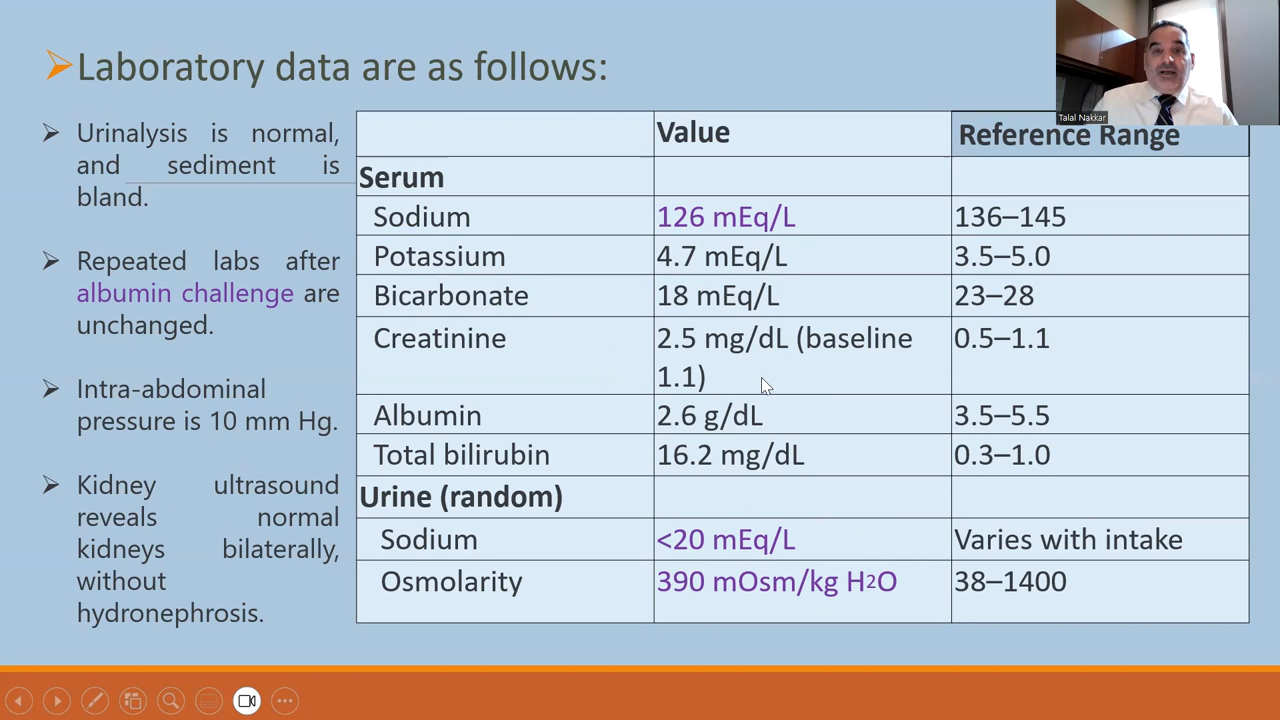 Laboratory data are as follows:
Talal Nakkar
Urinalysis is normal,
and sediment is
bland.
Repeated labs after
albumin challenge are
unchanged.
Intra-abdominal
pressure is 10 mm Hg.
Kidney ultrasound
reveals normal
kidneys bilaterally,
without
hydronephrosis.
Value Reference Range
Serum
Sodium 126 mEq/L 136–145
Potassium 4.7 mEq/L 3.5–5.0
Bicarbonate 18 mEq/L 23–28
Creatinine 2.5 mg/dL (baseline 0.5–1.1
1.1)
Albumin 2.6 g/dL 3.5–5.5
Total bilirubin 16.2 mg/dL 0.3–1.0
Urine (random)
Sodium <20 mEq/L Varies with intake
Osmolarity 390 mOsm/kg H2O 38–1400